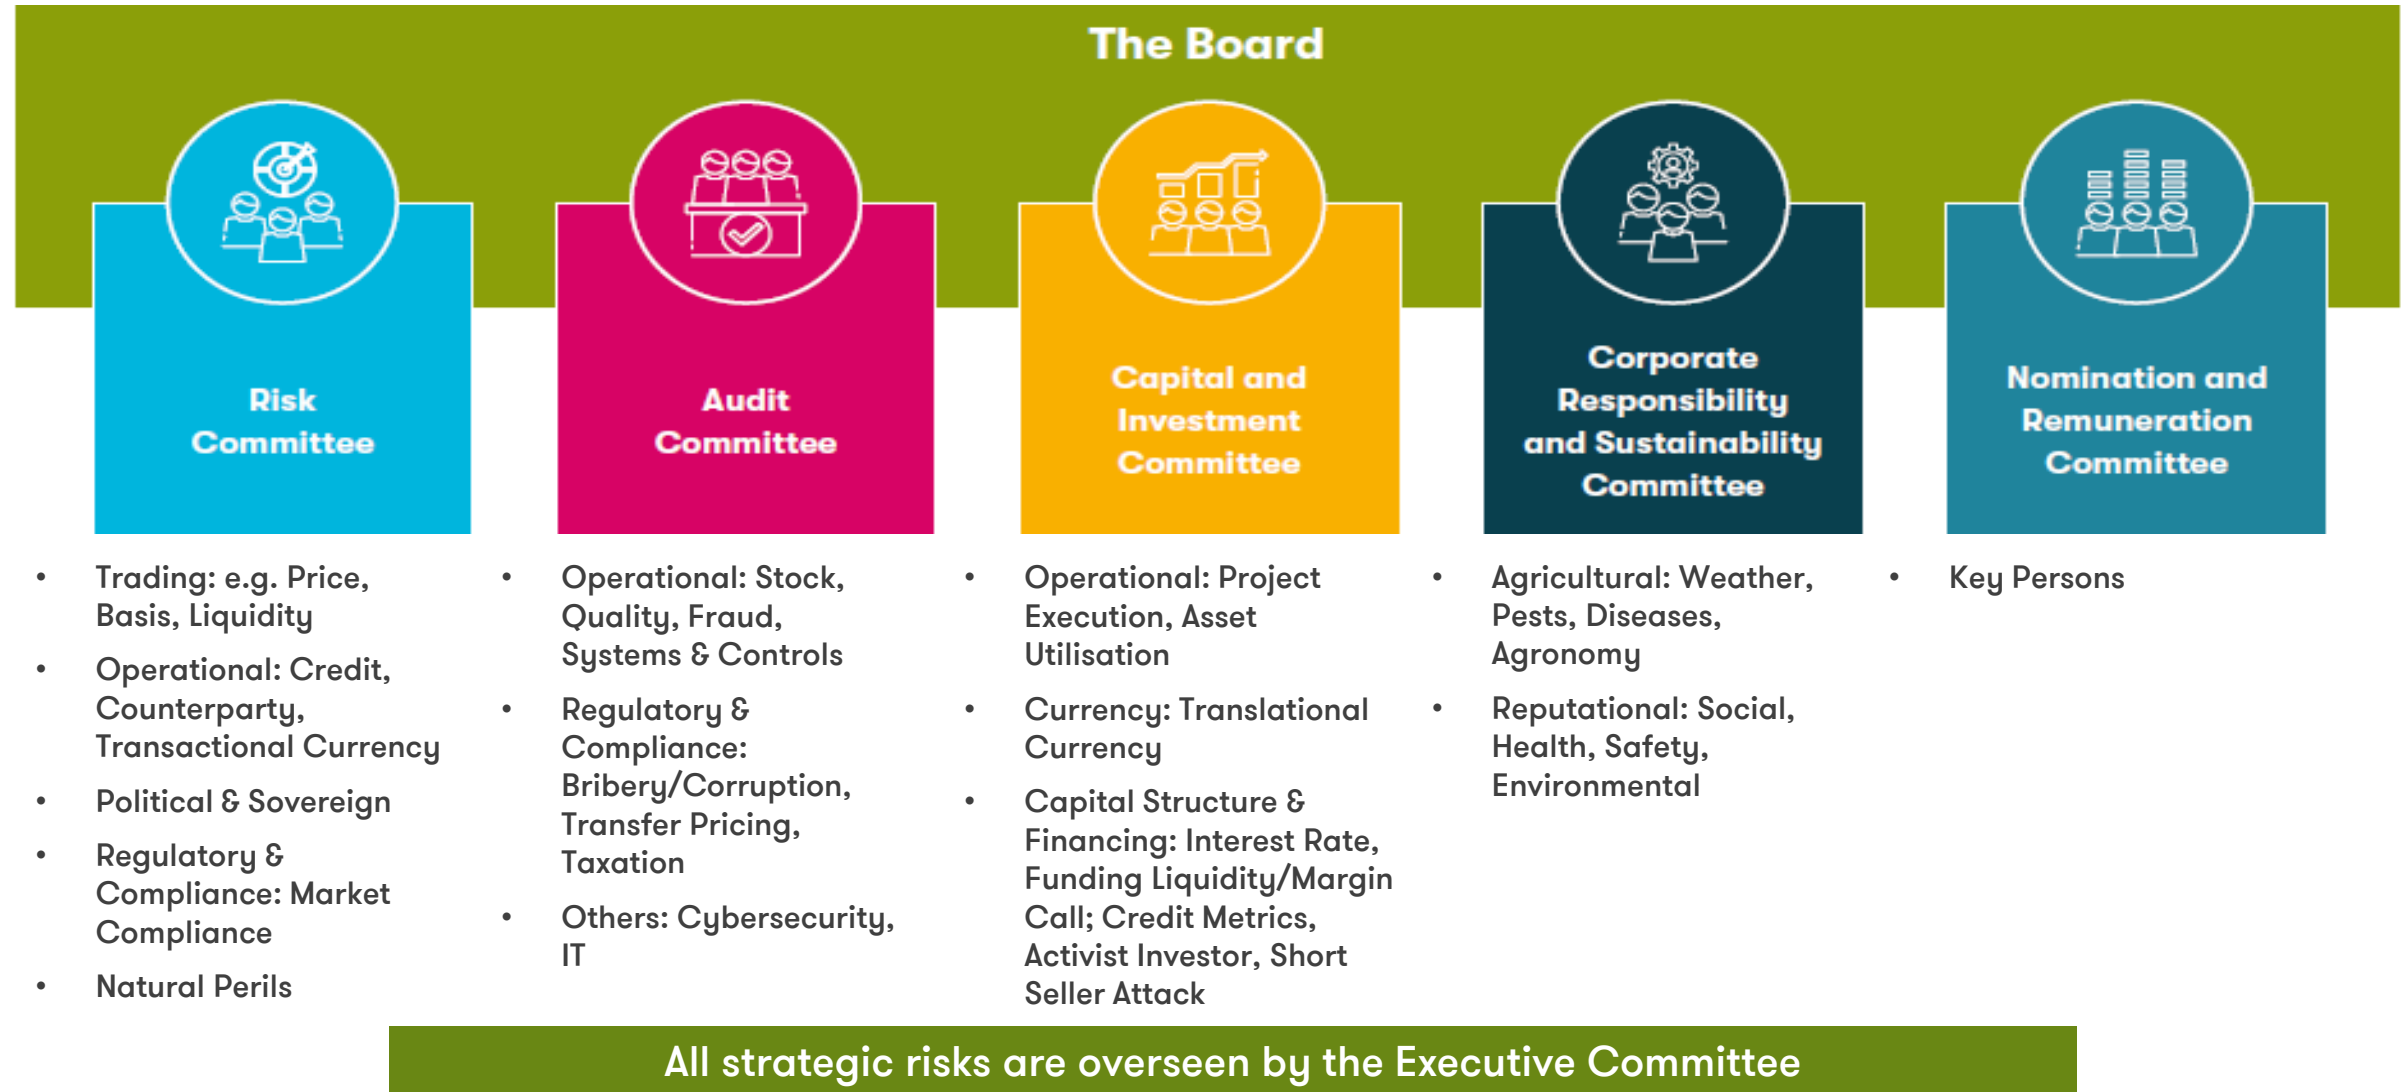 The Board
Risk
Committee
Audit
Committee
Capital and
Investment
Committee
Corporate
Responsibility
and Sustainability
Committee
Nomination and
Remuneration
Committee
• Trading: e.g. Price,
Basis, Liquidity
• Operational: Credit,
Counterparty,
Transactional Currency
• Political & Sovereign
• Regulatory &
Compliance: Market
Compliance
• Natural Perils
• Operational: Stock,
Quality, Fraud,
Systems & Controls
• Regulatory &
Compliance:
Bribery/Corruption,
Transfer Pricing,
Taxation
• Others: Cybersecurity,
IT
• Operational: Project
Execution, Asset
Utilisation
• Currency: Translational
Currency
• Capital Structure &
Financing: Interest Rate,
Funding Liquidity/Margin
Call; Credit Metrics,
Activist Investor, Short
Seller Attack
• Agricultural: Weather,
Pests, Diseases,
Agronomy
• Reputational: Social,
Health, Safety,
Environmental
• Key Persons
All strategic risks are overseen by the Executive Committee